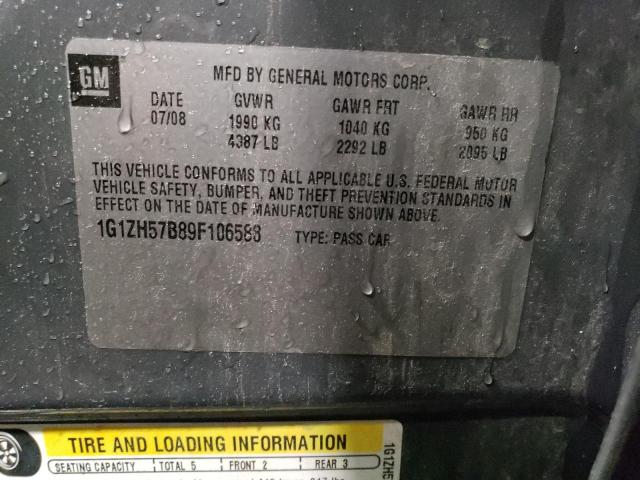 GM
MFD BY GENERAL MOTORS CORP.
DATE GVWR GAWR FRT GAWR RR
07/08 1990 KG 1040 KG 950 KG
4387 LB 2292 LB 2095 LB
THIS VEHICLE CONFORMS TO ALL APPLICABLE U.S. FEDERAL MOTOR
VEHICLE SAFETY, BUMPER, AND THEFT PREVENTION STANDARDS IN
EFFECT ON THE DATE OF MANUFACTURE SHOWN ABOVE.
1G1ZH57B89F106583 TYPE: PASS CAR
TIRE AND LOADING INFORMATION
SEATING CAPACITY TOTAL 5 FRONT 2 REAR 3
1G1ZH5